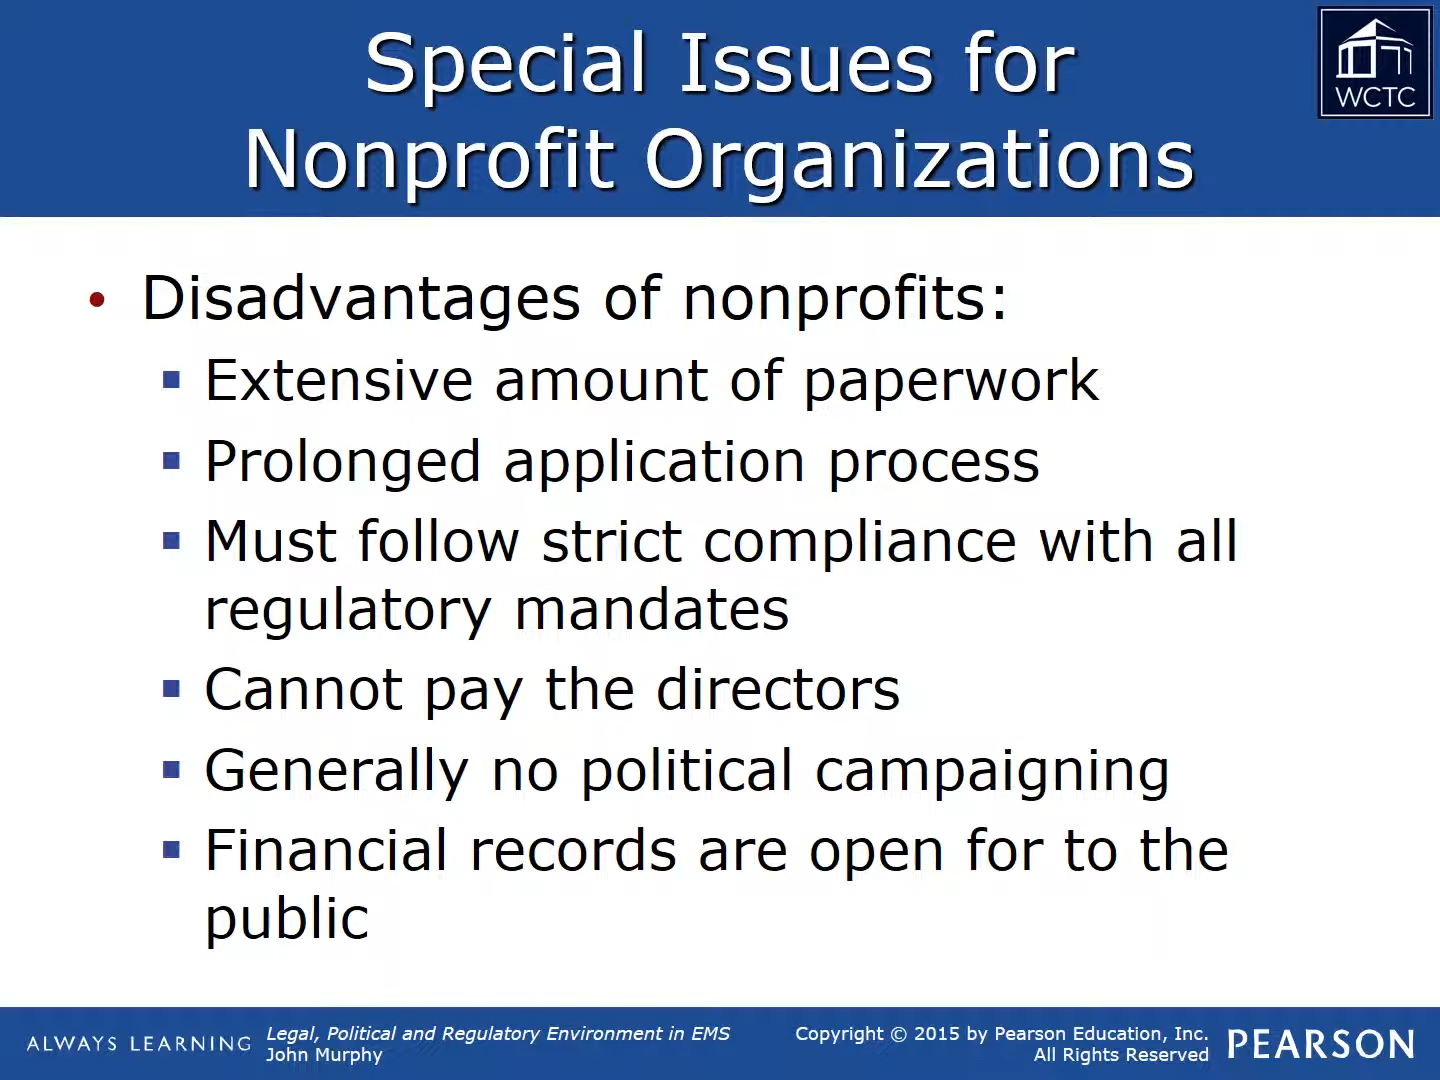 Special Issues for
Nonprofit Organizations
WCTC
• Disadvantages of nonprofits:
▪ Extensive amount of paperwork
▪ Prolonged application process
▪ Must follow strict compliance with all
regulatory mandates
▪ Cannot pay the directors
▪ Generally no political campaigning
▪ Financial records are open for to the
public
ALWAYS LEARNING
Legal, Political and Regulatory Environment in EMS
John Murphy
Copyright © 2015 by Pearson Education, Inc.
All Rights Reserved
PEARSON